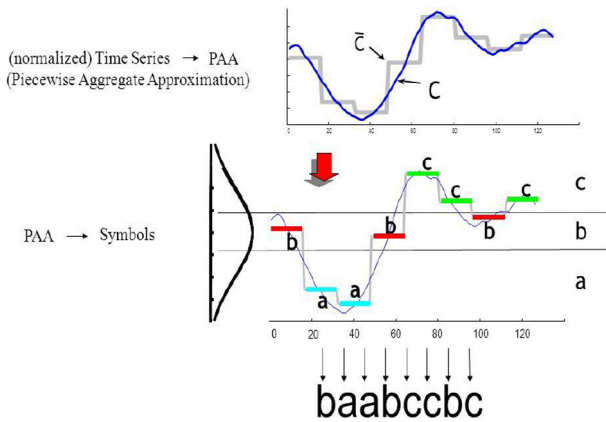 (normalized) Time Series → PAA
(Piecewise Aggregate Approximation)
C̅
C
0 20 40 60 80 100 120
c
c c
c
b
b
b b
a
a
a
PAA → Symbols
0 20 40 60 80 100 120
baabccbc